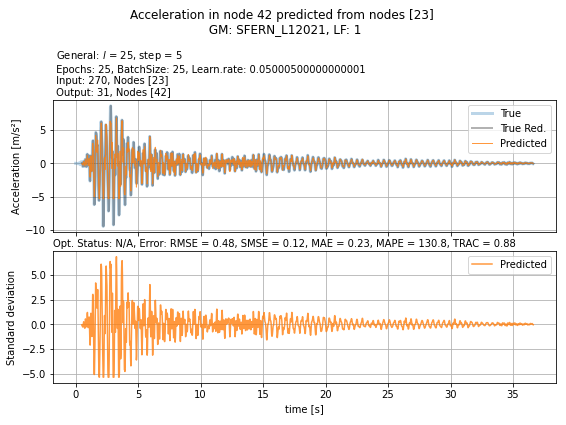 Acceleration in node 42 predicted from nodes [23]
GM: SFERN_L12021, LF: 1
General: l = 25, step = 5
Epochs: 25, BatchSize: 25, Learn.rate: 0.05000500000000001
Input: 270, Nodes [23]
Output: 31, Nodes [42]
Acceleration [m/s²]
5
0
−5
−10
True
True Red.
Predicted
Opt. Status: N/A, Error: RMSE = 0.48, SMSE = 0.12, MAE = 0.23, MAPE = 130.8, TRAC = 0.88
Standard deviation
5.0
2.5
0.0
−2.5
−5.0
Predicted
0 5 10 15 20 25 30 35
time [s]